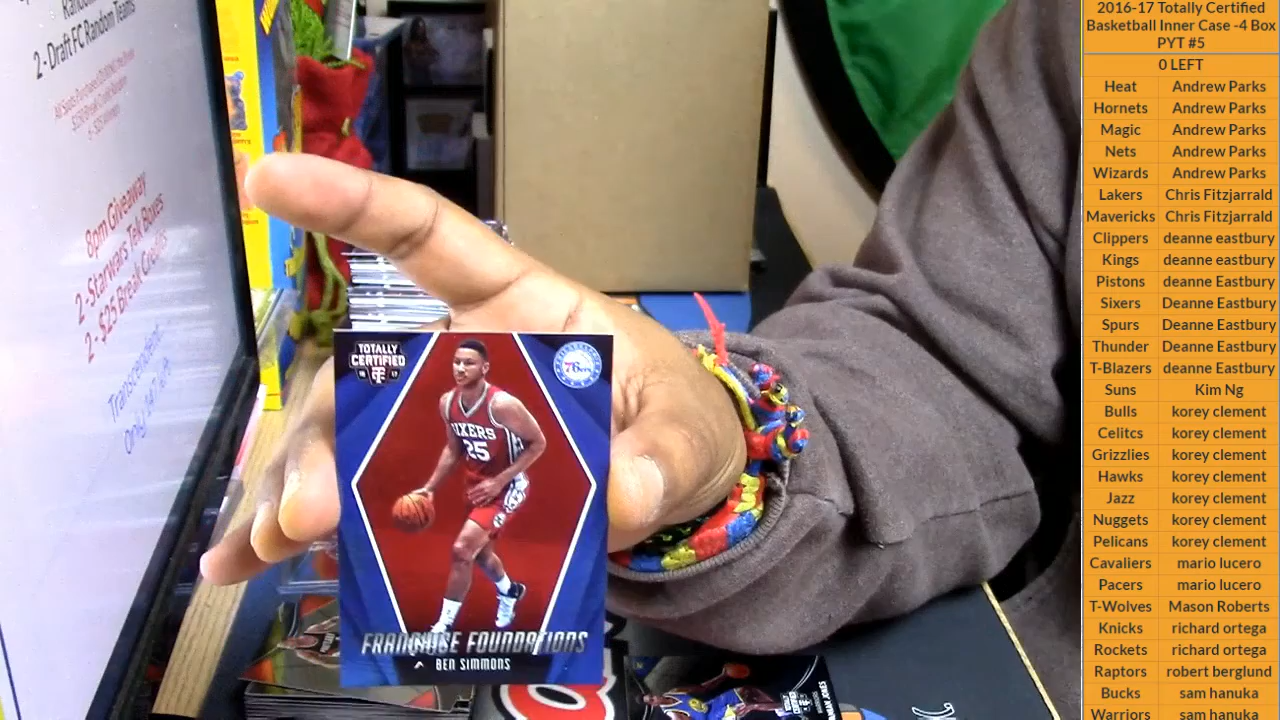 2 - Draft FC Random Teams
8pm Giveaway
2 - Starwars Tek Boxes
2 - $25 Break Credits
TOTALLY
CERTIFIED
16 17
76ers
SIXERS
25
FRANCHISE FOUNDATIONS
BEN SIMMONS
2016-17 Totally Certified
Basketball Inner Case -4 Box
PYT #5
0 LEFT
Heat Andrew Parks
Hornets Andrew Parks
Magic Andrew Parks
Nets Andrew Parks
Wizards Andrew Parks
Lakers Chris Fitzjarrald
Mavericks Chris Fitzjarrald
Clippers deanne eastbury
Kings deanne eastbury
Pistons deanne Eastbury
Sixers Deanne Eastbury
Spurs Deanne Eastbury
Thunder Deanne Eastbury
T-Blazers deanne Eastbury
Suns Kim Ng
Bulls korey clement
Celitcs korey clement
Grizzlies korey clement
Hawks korey clement
Jazz korey clement
Nuggets korey clement
Pelicans korey clement
Cavaliers mario lucero
Pacers mario lucero
T-Wolves Mason Roberts
Knicks richard ortega
Rockets richard ortega
Raptors robert berglund
Bucks sam hanuka
Warriors sam hanuka